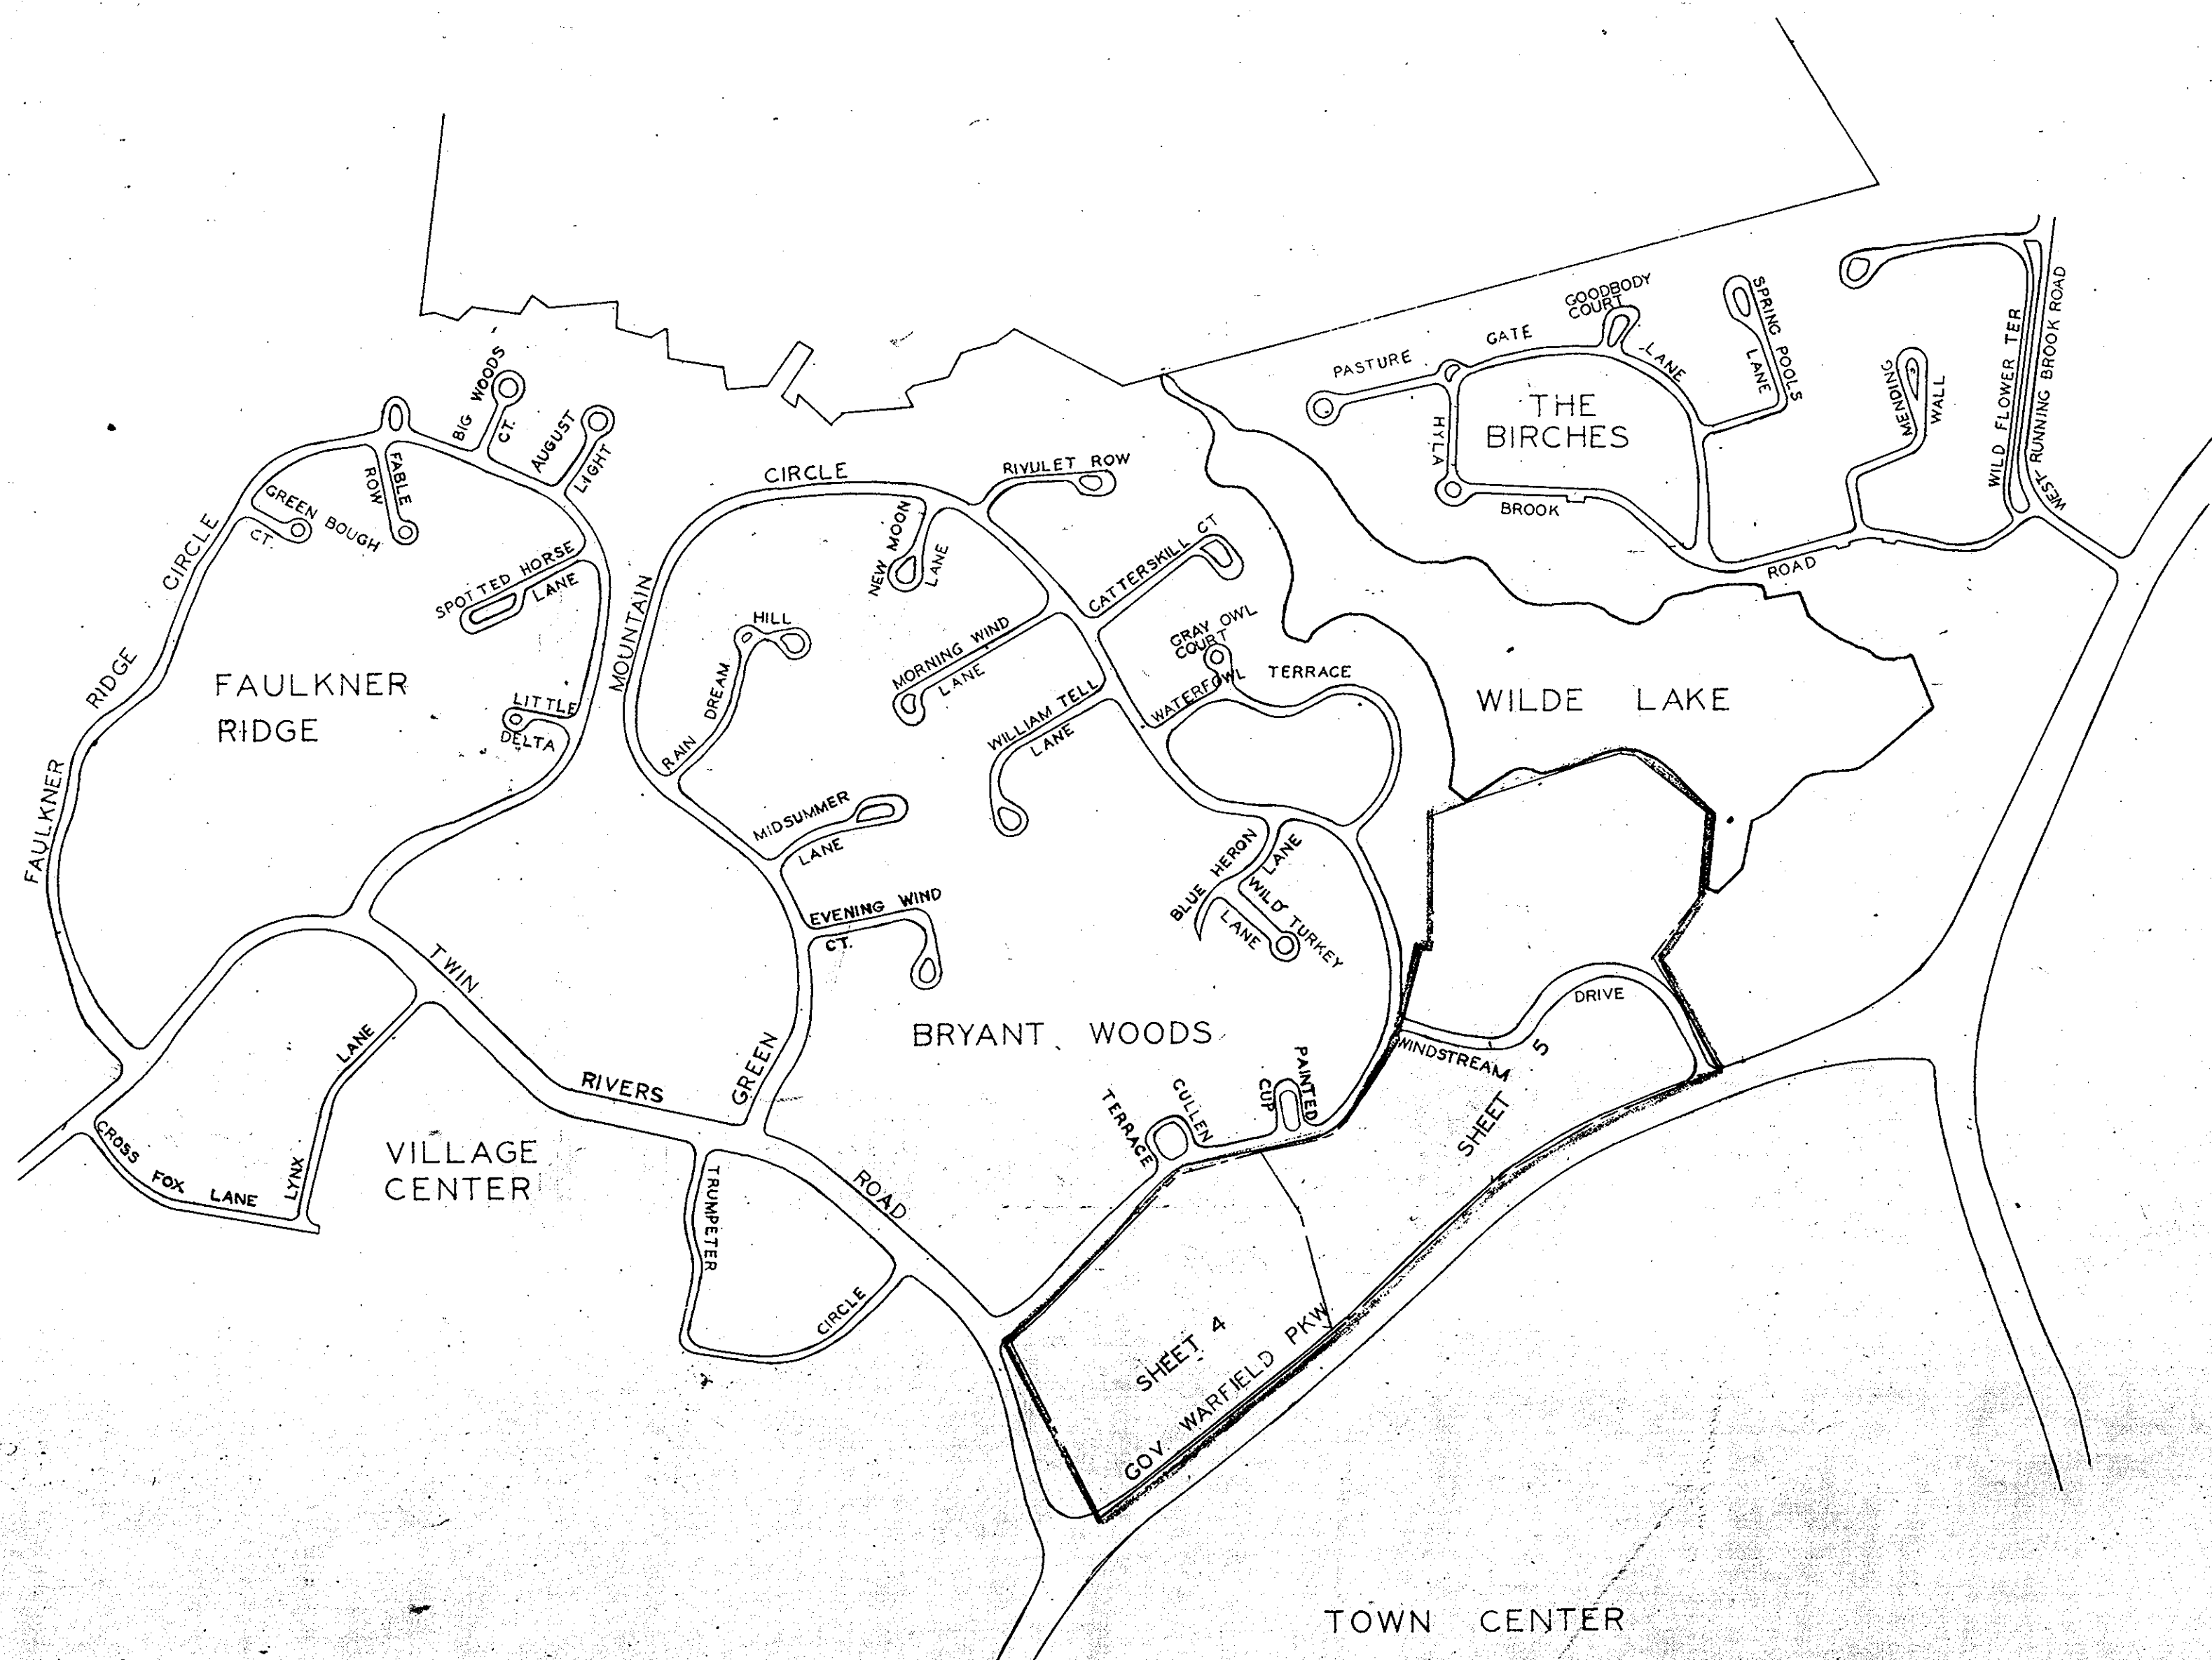 GOODBODY
COURT
PASTURE GATE LANE
SPRING POOLS
LANE
WILD FLOWER TER
WEST RUNNING BROOK ROAD
MENDING
WALL
THE
BIRCHES
HYLA
BROOK
ROAD
BIG WOODS
CT.
AUGUST
LIGHT
FABLE
ROW
GREEN BOUGH
CT.
FAULKNER RIDGE CIRCLE
SPOTTED HORSE
LANE
FAULKNER
RIDGE
LITTLE
DELTA
GREEN MOUNTAIN CIRCLE
RIVULET ROW
NEW MOON
LANE
CATTERSKILL CT
RAIN DREAM HILL
MORNING WIND
LANE
WILLIAM TELL
LANE
GRAY OWL
COURT
WATERFOWL TERRACE
WILDE LAKE
MIDSUMMER
LANE
EVENING WIND
CT.
BLUE HERON
LANE
WILD TURKEY
LANE
BRYANT WOODS
WINDSTREAM DRIVE
SHEET 5
TWIN RIVERS ROAD
LYNX LANE
CROSS FOX LANE
VILLAGE
CENTER
TRUMPETER CIRCLE
CULLEN
TERRACE
PAINTED
CUP
SHEET 4
GOV. WARFIELD PKW
TOWN CENTER